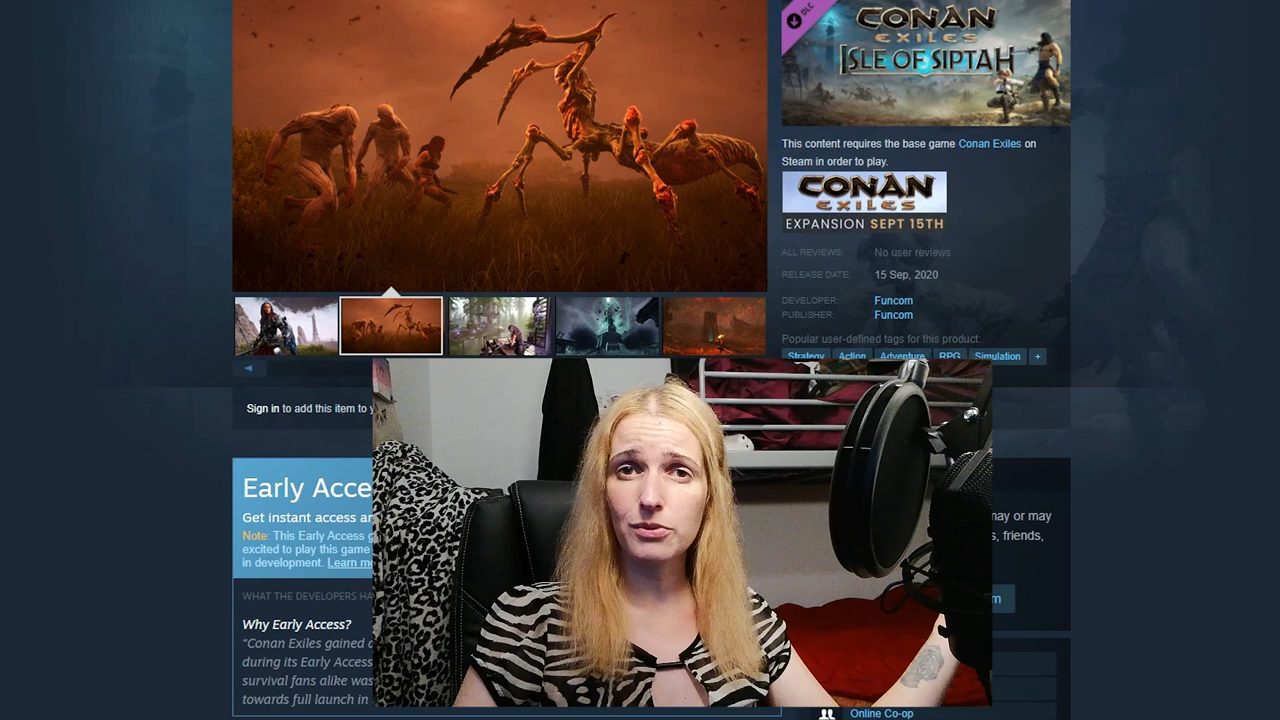 DLC
CONAN
EXILES
ISLE OF SIPTAH
This content requires the base game Conan Exiles on
Steam in order to play.
CONAN
EXILES
EXPANSION SEPT 15TH
ALL REVIEWS: No user reviews
RELEASE DATE: 15 Sep, 2020
DEVELOPER: Funcom
PUBLISHER: Funcom
Popular user-defined tags for this product:
Strategy Action Adventure RPG Simulation +
Sign in to add this item to
Early Acce
Get instant access
Note: This Early Access
excited to play this game
in development. Learn
WHAT THE DEVELOPERS HA
Why Early Access?
“Conan Exiles gained
during its Early Access
survival fans alike was
towards full launch in
may or may
s, friends,
m
Online Co-op